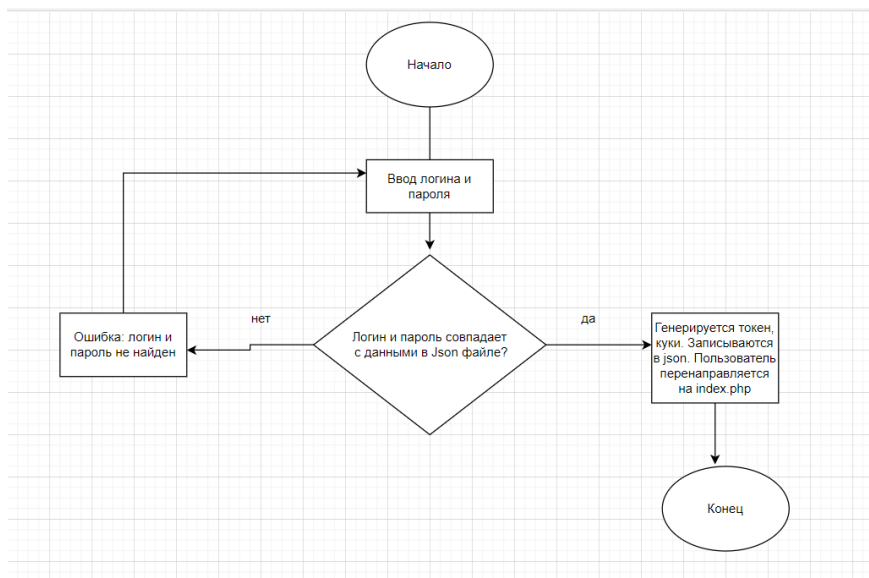 Начало
Ввод логина и
пароля
нет
да
Ошибка: логин и
пароль не найден
Логин и пароль совпадает
с данными в Json файле?
Генерируется токен,
куки. Записываются
в json. Пользователь
перенаправляется
на index.php
Конец